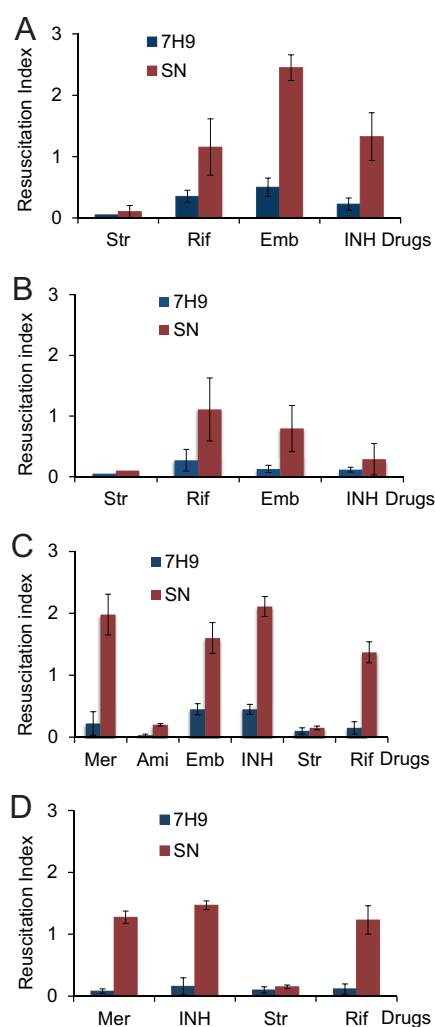 A
3
7H9
SN
2
1
0
Resuscitation Index
Str Rif Emb INH Drugs
B
3
7H9
SN
2
1
0
Resuscitation index
Str Rif Emb INH Drugs
C
3
7H9
SN
2
1
0
Resuscitation index
Mer Ami Emb INH Str Rif Drugs
D
3
7H9
SN
2
1
0
Resuscitation Index
Mer INH Str Rif Drugs